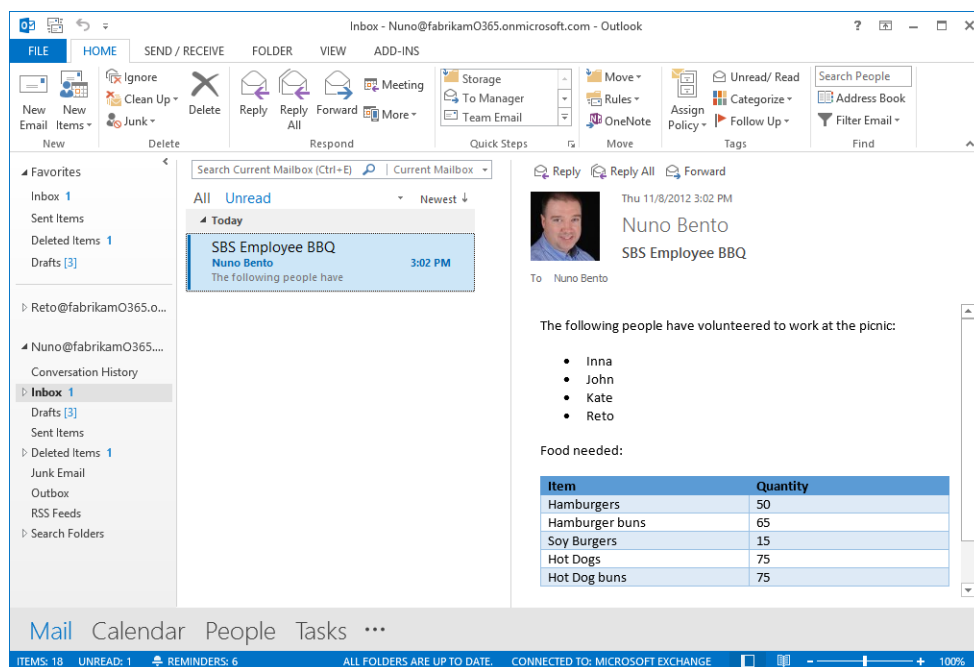 Inbox - Nuno@fabrikamO365.onmicrosoft.com - Outlook
FILE HOME SEND / RECEIVE FOLDER VIEW ADD-INS
New Email
New Items
Ignore
Clean Up
Junk
Delete
Reply
Reply All
Forward
Meeting
More
Storage
To Manager
Team Email
Move
Rules
OneNote
Assign Policy
Unread/ Read
Categorize
Follow Up
Search People
Address Book
Filter Email
New Delete Respond Quick Steps Move Tags Find
Favorites
Inbox 1
Sent Items
Deleted Items 1
Drafts [3]
Reto@fabrikamO365.o...
Nuno@fabrikamO365....
Conversation History
Inbox 1
Drafts [3]
Sent Items
Deleted Items 1
Junk Email
Outbox
RSS Feeds
Search Folders
Search Current Mailbox (Ctrl+E) Current Mailbox
All Unread Newest
Today
SBS Employee BBQ
Nuno Bento 3:02 PM
The following people have
Reply Reply All Forward
Thu 11/8/2012 3:02 PM
Nuno Bento
SBS Employee BBQ
To Nuno Bento
The following people have volunteered to work at the picnic:
• Inna
• John
• Kate
• Reto
Food needed:
Item Quantity
Hamburgers 50
Hamburger buns 65
Soy Burgers 15
Hot Dogs 75
Hot Dog buns 75
Mail Calendar People Tasks ···
ITEMS: 18 UNREAD: 1 REMINDERS: 6 ALL FOLDERS ARE UP TO DATE. CONNECTED TO: MICROSOFT EXCHANGE 100%